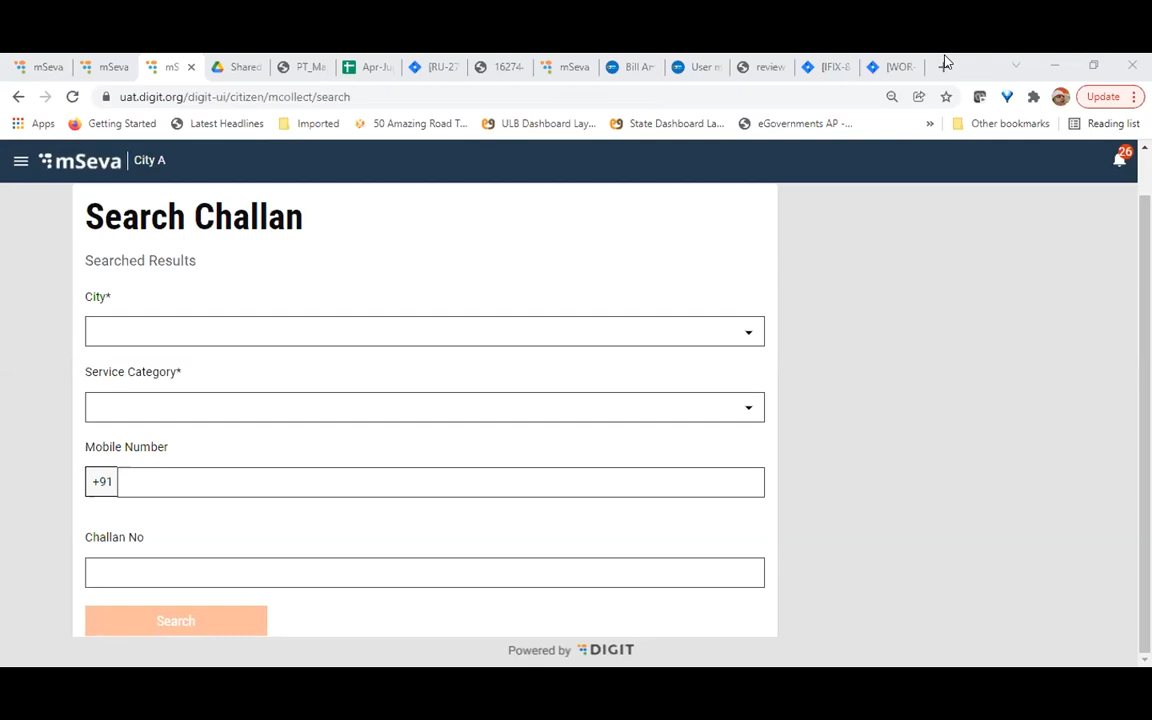 mSeva
mSeva
mS
Shared
PT_Ma
Apr-Ju
[RU-27
16274-
mSeva
Bill Am
User m
review
[IFIX-8
[WOR-
uat.digit.org/digit-ui/citizen/mcollect/search
Update
Apps
Getting Started
Latest Headlines
Imported
50 Amazing Road T...
ULB Dashboard Lay...
State Dashboard La...
eGovernments AP -...
»
Other bookmarks
Reading list
mSeva | City A
26
Search Challan
Searched Results
City*
Service Category*
Mobile Number
+91
Challan No
Search
Powered by DIGIT